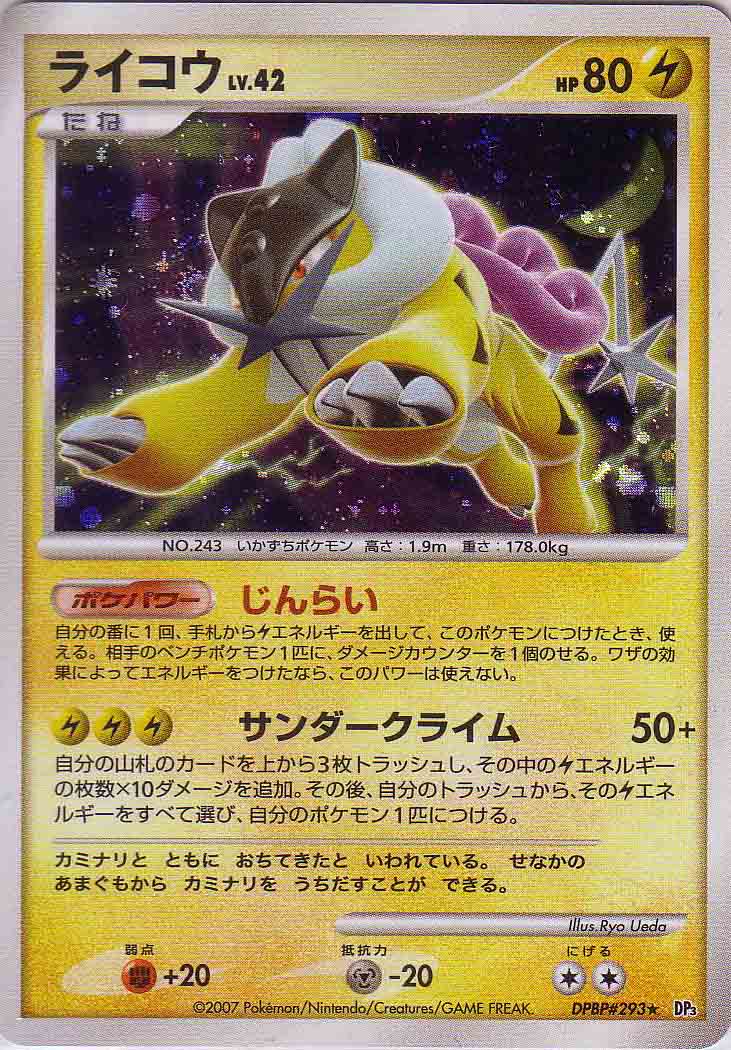 ライコウ LV.42 HP 80
たね
NO.243 いかずちポケモン 高さ：1.9m 重さ：178.0kg
ポケパワー じんらい
自分の番に1回、手札からエネルギーを出して、このポケモンにつけたとき、使
える。相手のベンチポケモン1匹に、ダメージカウンターを1個のせる。ワザの効
果によってエネルギーをつけたなら、このパワーは使えない。
サンダークライム 50+
自分の山札のカードを上から3枚トラッシュし、その中のエネルギー
の枚数×10ダメージを追加。その後、自分のトラッシュから、そのエネ
ルギーをすべて選び、自分のポケモン1匹につける。
カミナリと ともに おちてきたと いわれている。 せなかの
あまぐもから カミナリを うちだすことが できる。
Illus.Ryo Ueda
弱点 抵抗力 にげる
+20 -20
©2007 Pokémon/Nintendo/Creatures/GAME FREAK. DPBP#293★ DP3